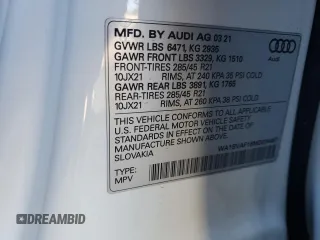 MFD BY AUDI AG 03 21
GVWR LBS 6471, KG 2935
GAWR FRONT LBS 3329, KG 1510
FRONT-TIRES 285/45 R21
10JX21 RIMS, AT 240 KPA 35 PSI COLD
GAWR REAR LBS 3891, KG 1765
REAR-TIRES 285/45 R21
10JX21 RIMS, AT 260 KPA 38 PSI COLD
THIS VEHICLE CONFORMS TO ALL APPLICABLE
FEDERAL MOTOR VEHICLE SAFETY
STANDARDS IN EFFECT ON THE DATE OF
MANUFACTURE SHOWN ABOVE.
SLOVAKIA
TYPE:
MPV
Audi
DREAMBID